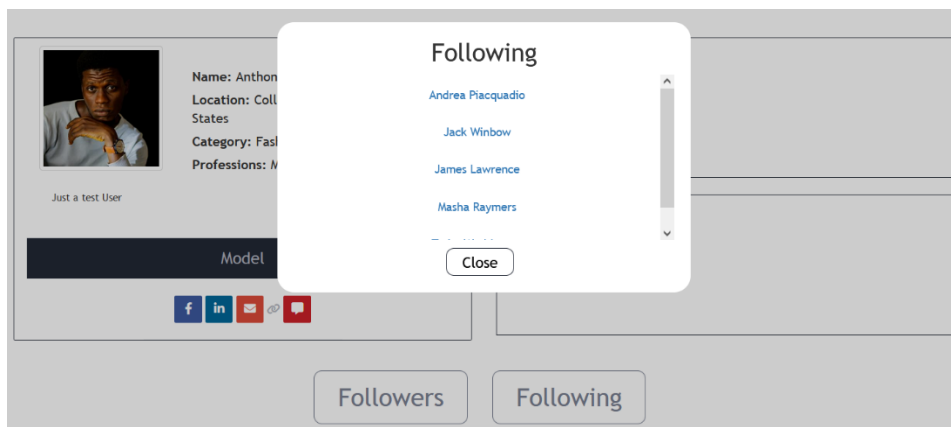 Following
Andrea Piacquadio
Jack Winbow
James Lawrence
Masha Raymers
Close
Name: Anthon
Location: Coll
States
Category: Fash
Professions: M
Just a test User
Model
f in
Followers Following